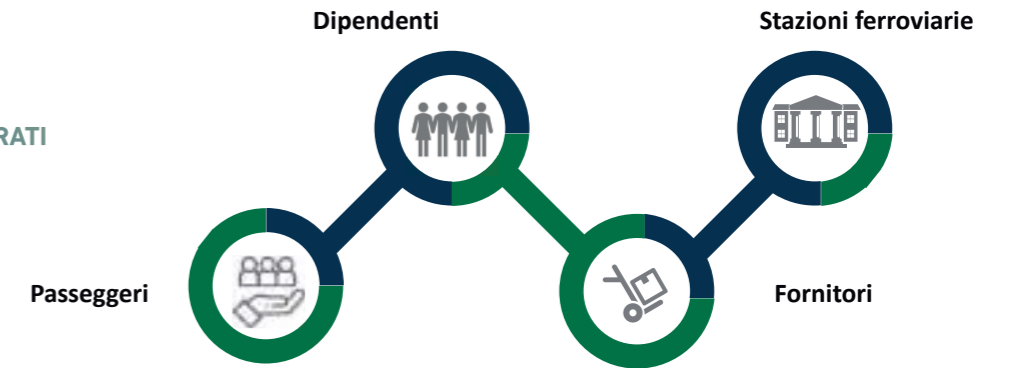 Dipendenti
Stazioni ferroviarie
RATI
Passeggeri
Fornitori